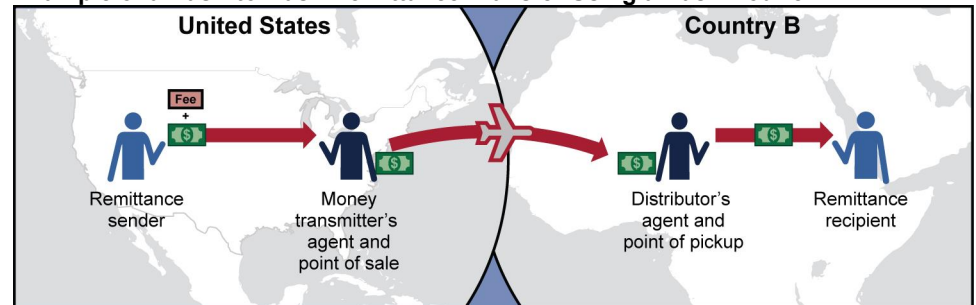 United States
Country B
Fee
+
$
$
$
$
Remittance
sender
Money
transmitter's
agent and
point of sale
Distributor's
agent and
point of pickup
Remittance
recipient